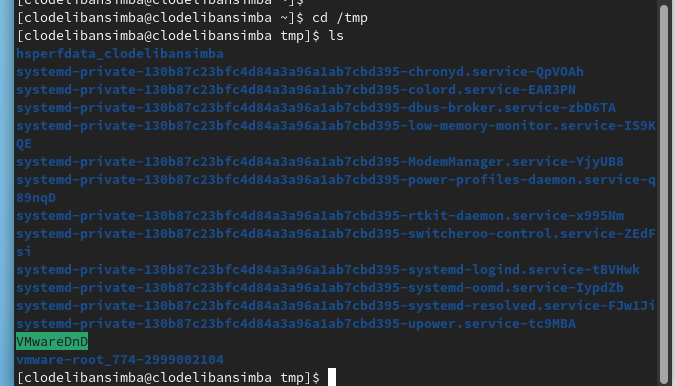 [clodelibansimba@clodelibansimba ~]$
[clodelibansimba@clodelibansimba ~]$ cd /tmp
[clodelibansimba@clodelibansimba tmp]$ ls
hsperfdata_clodelibansimba
systemd-private-130b87c23bfc4d84a3a96a1ab7cbd395-chronyd.service-QpVOAh
systemd-private-130b87c23bfc4d84a3a96a1ab7cbd395-colord.service-EAR3PN
systemd-private-130b87c23bfc4d84a3a96a1ab7cbd395-dbus-broker.service-zbD6TA
systemd-private-130b87c23bfc4d84a3a96a1ab7cbd395-low-memory-monitor.service-IS9K
QE
systemd-private-130b87c23bfc4d84a3a96a1ab7cbd395-ModemManager.service-YjyUB8
systemd-private-130b87c23bfc4d84a3a96a1ab7cbd395-power-profiles-daemon.service-q
89nqD
systemd-private-130b87c23bfc4d84a3a96a1ab7cbd395-rtkit-daemon.service-x995Nm
systemd-private-130b87c23bfc4d84a3a96a1ab7cbd395-switcheroo-control.service-ZEdF
si
systemd-private-130b87c23bfc4d84a3a96a1ab7cbd395-systemd-logind.service-tBVHwk
systemd-private-130b87c23bfc4d84a3a96a1ab7cbd395-systemd-oomd.service-IypdZb
systemd-private-130b87c23bfc4d84a3a96a1ab7cbd395-systemd-resolved.service-FJw1Ji
systemd-private-130b87c23bfc4d84a3a96a1ab7cbd395-upower.service-tc9MBA
VMwareDnD
vmware-root_774-2999002104
[clodelibansimba@clodelibansimba tmp]$